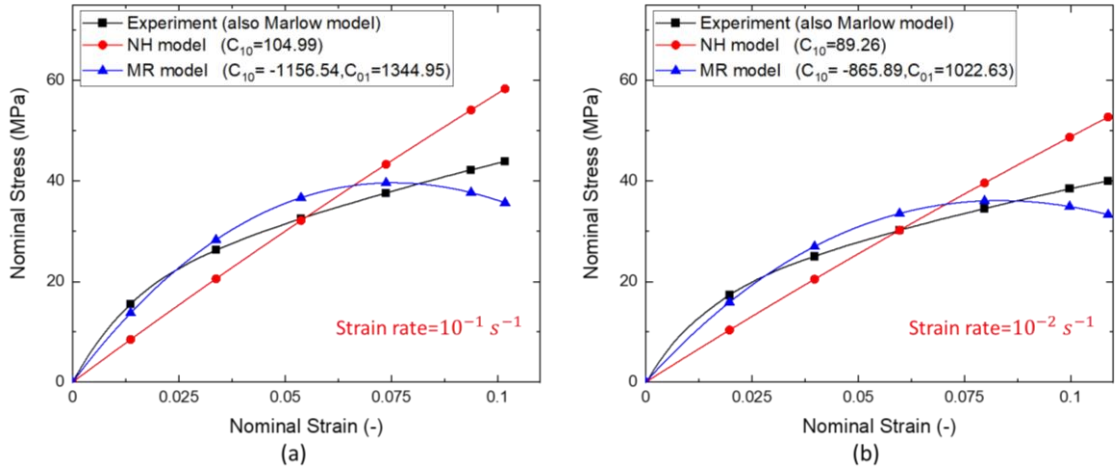 Experiment (also Marlow model)
NH model (C10=104.99)
MR model (C10= -1156.54,C01=1344.95)
60
40
20
0
Nominal Stress (MPa)
Strain rate=10^−1 s^−1
0
0.025
0.05
0.075
0.1
Nominal Strain (-)
(a)
Experiment (also Marlow model)
NH model (C10=89.26)
MR model (C10= -865.89,C01=1022.63)
60
40
20
0
Nominal Stress (MPa)
Strain rate=10^−2 s^−1
0
0.025
0.05
0.075
0.1
Nominal Strain (-)
(b)